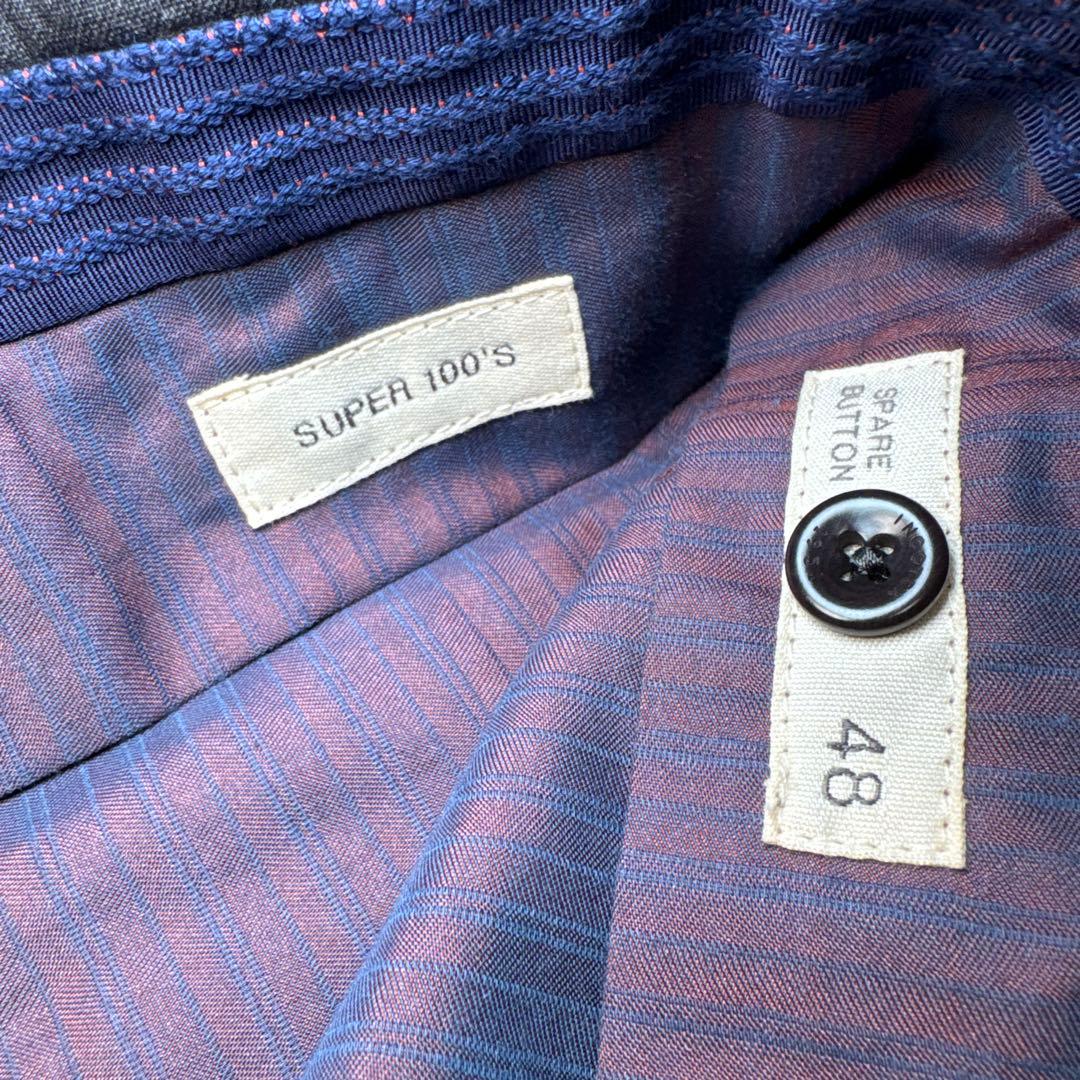 SUPER 100'S
SPARE
BUTTON
48